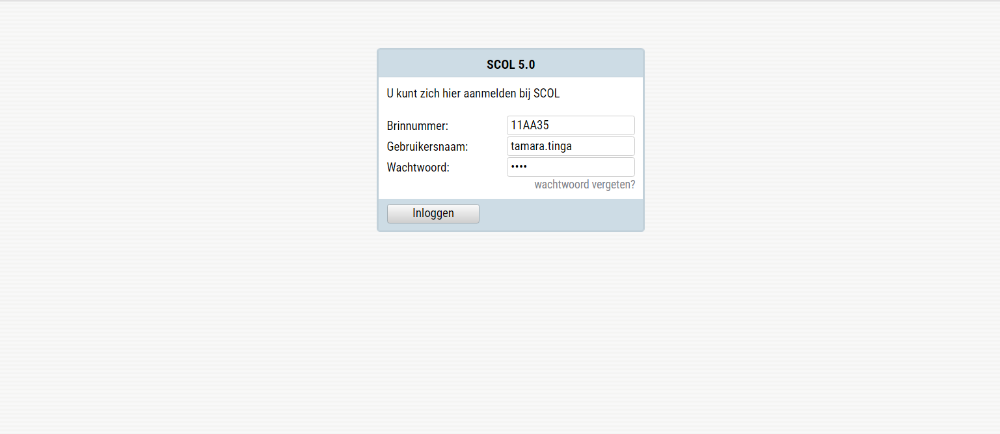 SCOL 5.0
U kunt zich hier aanmelden bij SCOL
Brinnummer: 11AA35
Gebruikersnaam: tamara.tinga
Wachtwoord: ••••
wachtwoord vergeten?
Inloggen